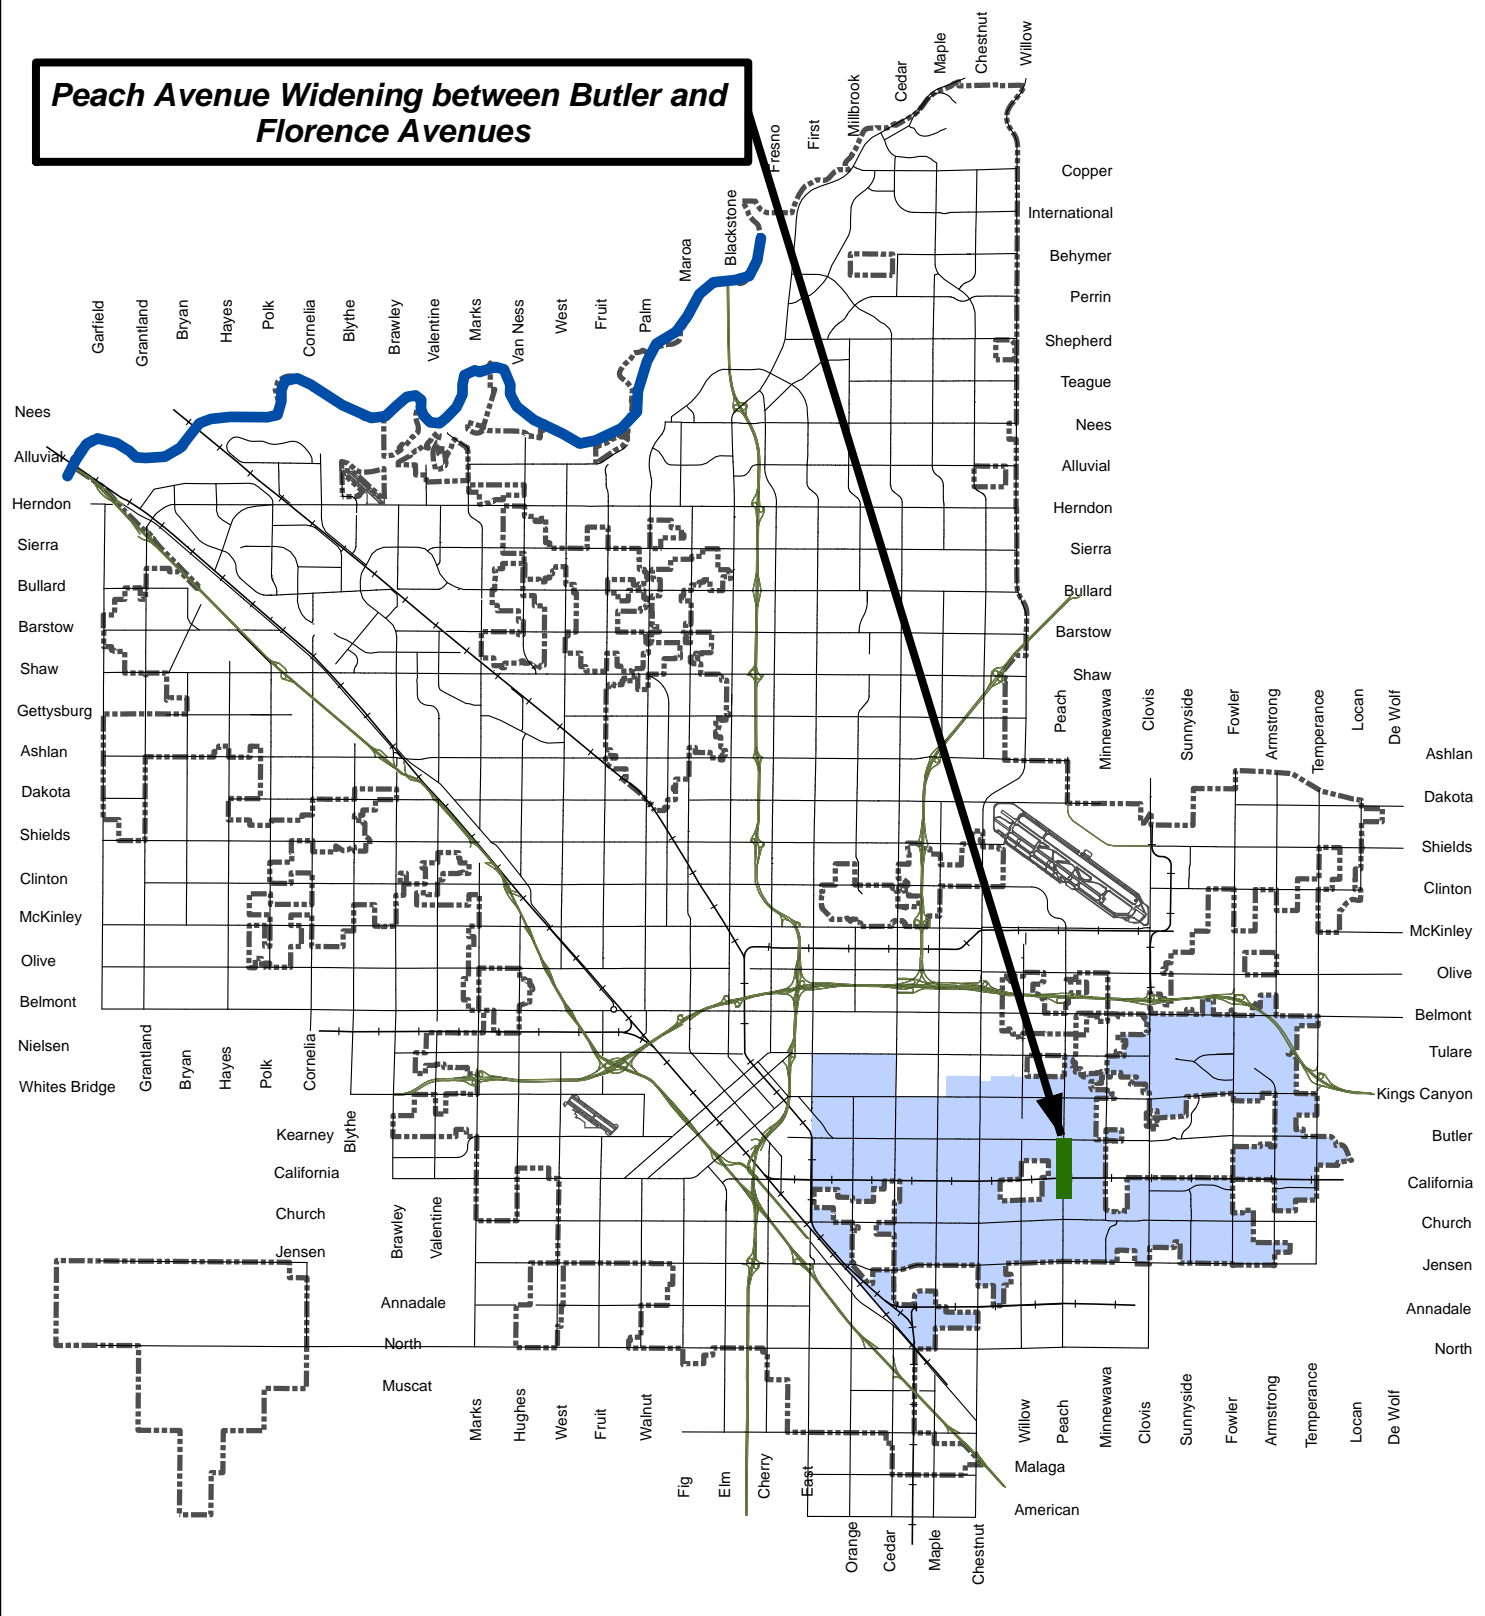 Peach Avenue Widening between Butler and
Florence Avenues
Fresno
First
Millbrook
Cedar
Maple
Chestnut
Willow
Copper
International
Behymer
Perrin
Shepherd
Teague
Nees
Alluvial
Herndon
Sierra
Bullard
Barstow
Shaw
Garfield
Grantland
Bryan
Hayes
Polk
Cornelia
Blythe
Brawley
Valentine
Marks
Van Ness
West
Fruit
Palm
Maroa
Blackstone
Nees
Alluvial
Herndon
Sierra
Bullard
Barstow
Shaw
Gettysburg
Ashlan
Dakota
Shields
Clinton
McKinley
Olive
Belmont
Nielsen
Whites Bridge
Peach
Minnewawa
Clovis
Sunnyside
Fowler
Armstrong
Temperance
Locan
De Wolf
Ashlan
Dakota
Shields
Clinton
McKinley
Olive
Belmont
Tulare
Kings Canyon
Butler
California
Church
Jensen
Annadale
North
Grantland
Bryan
Hayes
Polk
Cornelia
Blythe
Kearney
California
Church
Jensen
Brawley
Valentine
Annadale
North
Muscat
Marks
Hughes
West
Fruit
Walnut
Fig
Elm
Cherry
East
Orange
Cedar
Maple
Chestnut
Malaga
American
Willow
Peach
Minnewawa
Clovis
Sunnyside
Fowler
Armstrong
Temperance
Locan
De Wolf